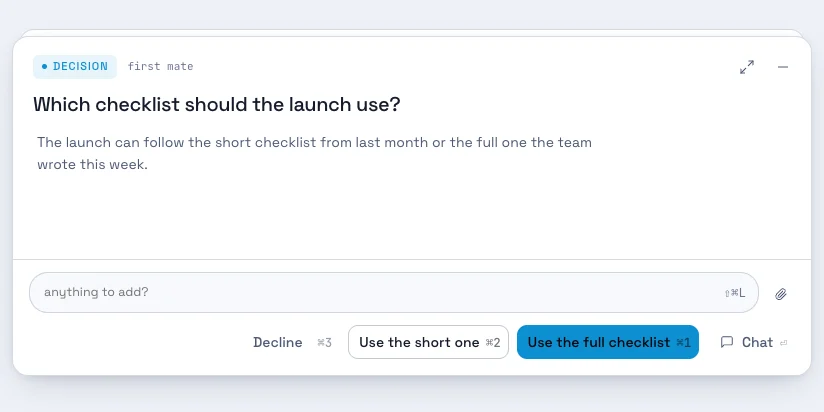 DECISION first mate
Which checklist should the launch use?
The launch can follow the short checklist from last month or the full one the team
wrote this week.
anything to add? ⇧⌘L
Decline ⌘3 Use the short one ⌘2 Use the full checklist ⌘1 Chat ⏎